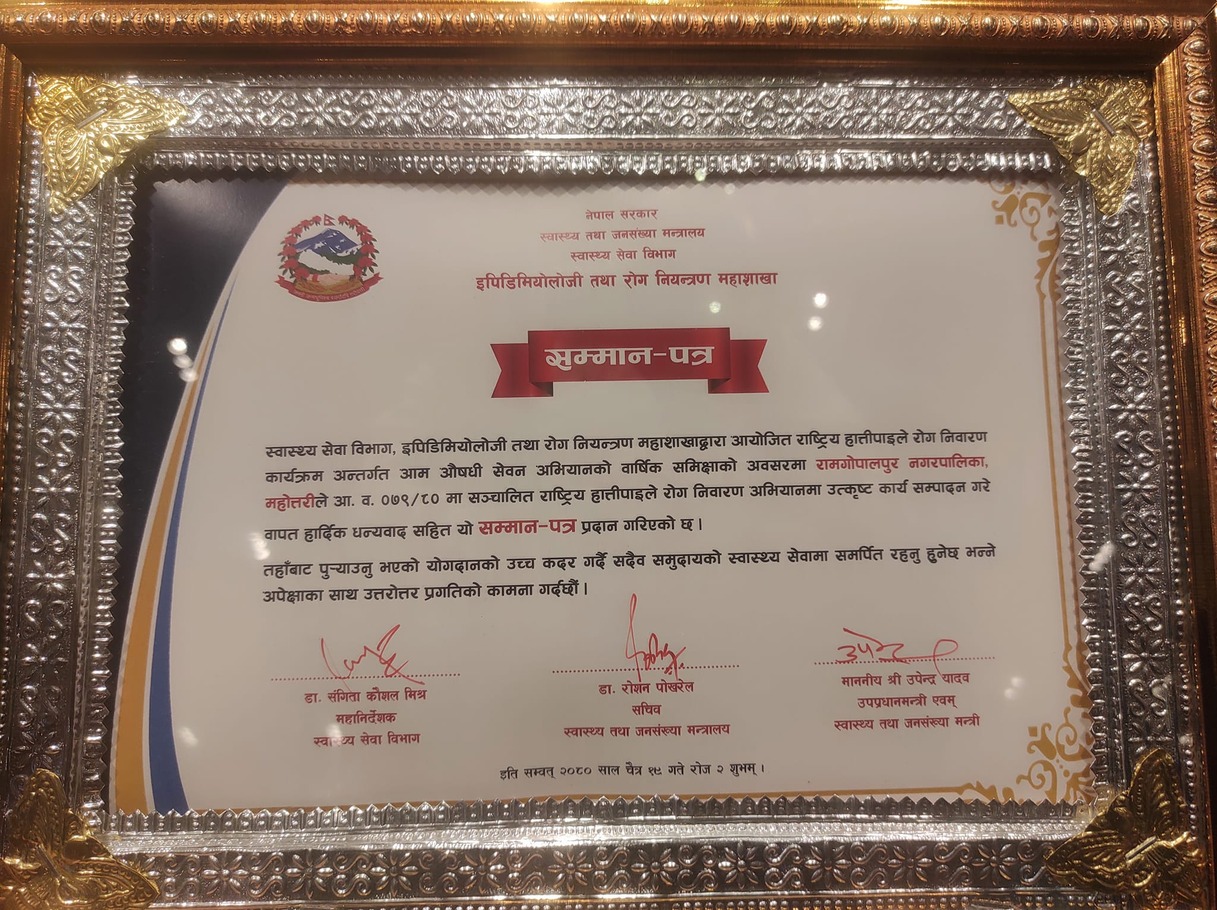 नेपाल सरकार
स्वास्थ्य तथा जनसंख्या मन्त्रालय
स्वास्थ्य सेवा विभाग
इपिडिमियोलोजी तथा रोग नियन्त्रण महाशाखा
सम्मान-पत्र
स्वास्थ्य सेवा विभाग, इपिडिमियोलोजी तथा रोग नियन्त्रण महाशाखाद्वारा आयोजित राष्ट्रिय हात्तीपाइले रोग निवारण
कार्यक्रम अन्तर्गत आम औषधी सेवन अभियानको वार्षिक समिक्षाको अवसरमा रामगोपालपुर नगरपालिका,
महोत्तरीले आ. व. ०७९/८० मा सञ्चालित राष्ट्रिय हात्तीपाइले रोग निवारण अभियानमा उत्कृष्ट कार्य सम्पादन गरे
वापत हार्दिक धन्यवाद सहित यो सम्मान-पत्र प्रदान गरिएको छ।
तहाँबाट पुर्‍याउनु भएको योगदानको उच्च कदर गर्दै सदैव समुदायको स्वास्थ्य सेवामा समर्पित रहनु हुनेछ भन्ने
अपेक्षाका साथ उत्तरोत्तर प्रगतिको कामना गर्दछौं।
डा. संगिता कौशल मिश्र
महानिर्देशक
स्वास्थ्य सेवा विभाग
डा. रोशन पोखरेल
सचिव
स्वास्थ्य तथा जनसंख्या मन्त्रालय
उपेन्द्र
माननीय श्री उपेन्द्र यादव
उपप्रधानमन्त्री एवम्
स्वास्थ्य तथा जनसंख्या मन्त्री
इति सम्वत् २०८० साल चैत्र १९ गते रोज २ शुभम्।